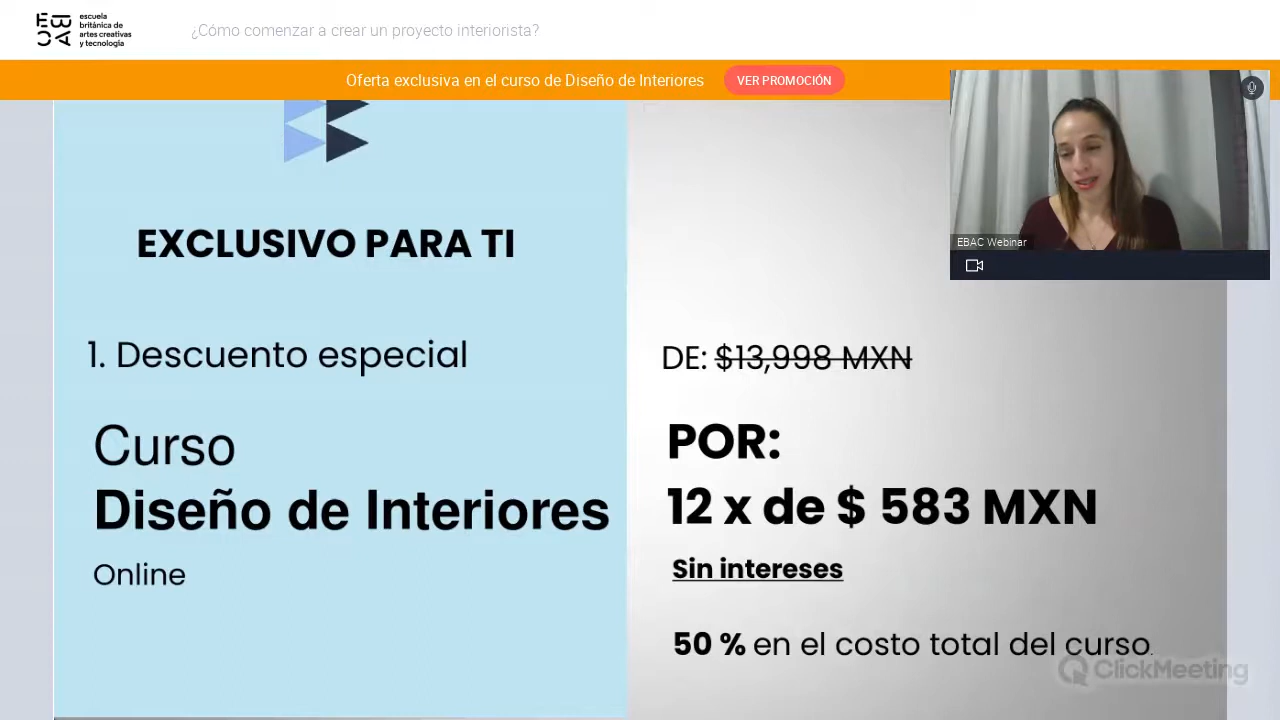 EBAC
escuela
británica de
artes creativas
y tecnología
¿Cómo comenzar a crear un proyecto interiorista?
Oferta exclusiva en el curso de Diseño de Interiores
VER PROMOCIÓN
EBAC Webinar
EXCLUSIVO PARA TI
1. Descuento especial
Curso
Diseño de Interiores
Online
DE: $13,998 MXN
POR:
12 x de $ 583 MXN
Sin intereses
50 % en el costo total del curso.
ClickMeeting